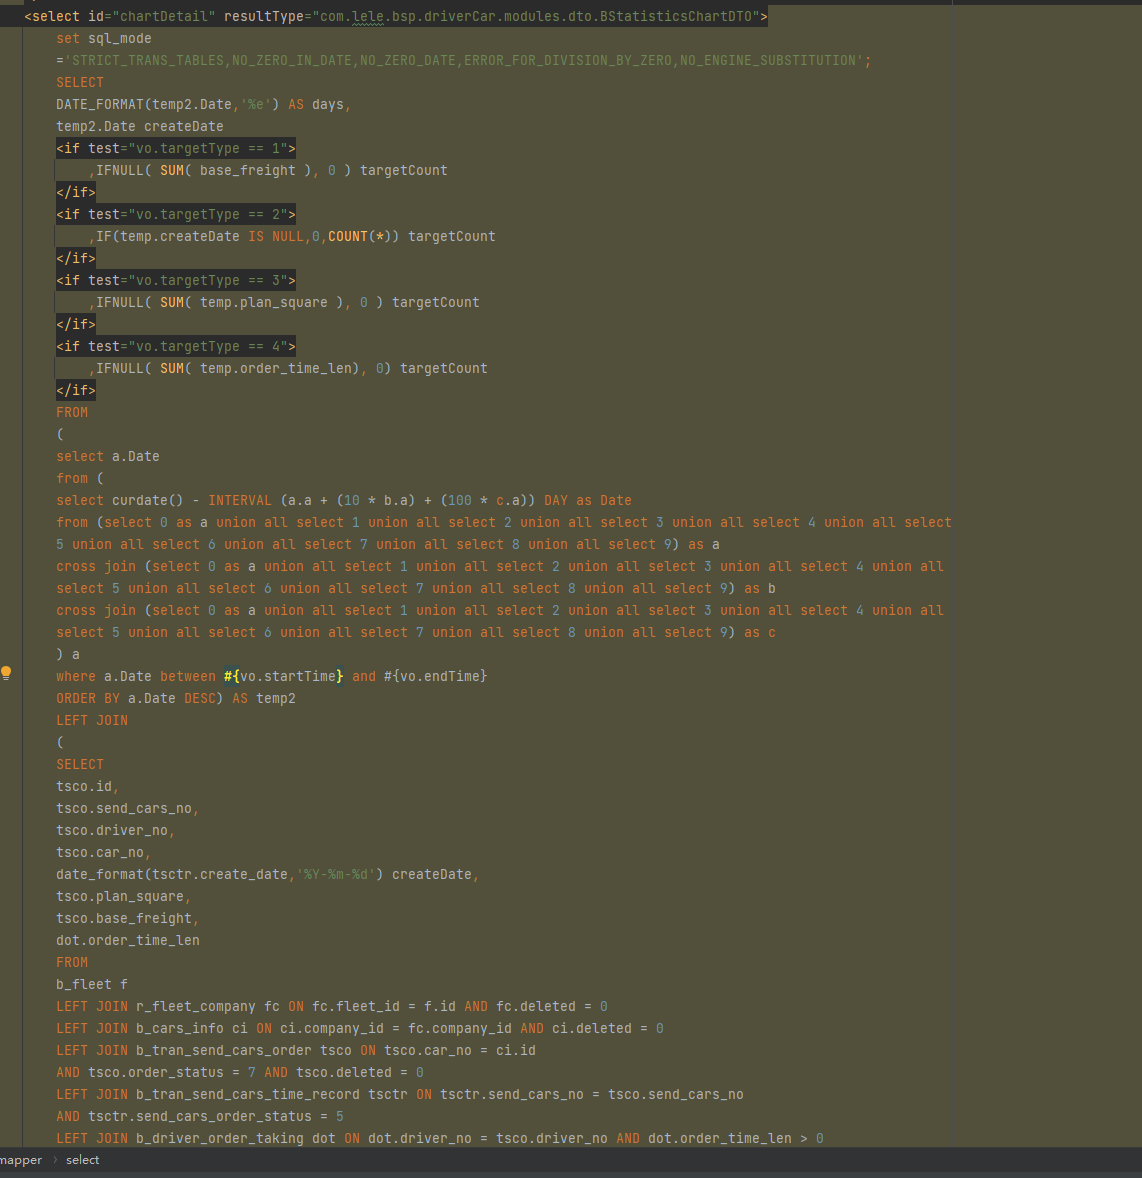 <select id="chartDetail" resultType="com.lele.bsp.driverCar.modules.dto.BStatisticsChartDTO">
set sql_mode
='STRICT_TRANS_TABLES,NO_ZERO_IN_DATE,NO_ZERO_DATE,ERROR_FOR_DIVISION_BY_ZERO,NO_ENGINE_SUBSTITUTION';
SELECT
DATE_FORMAT(temp2.Date,'%e') AS days,
temp2.Date createDate
<if test="vo.targetType == 1">
,IFNULL( SUM( base_freight ), 0 ) targetCount
</if>
<if test="vo.targetType == 2">
,IF(temp.createDate IS NULL,0,COUNT(*)) targetCount
</if>
<if test="vo.targetType == 3">
,IFNULL( SUM( temp.plan_square ), 0 ) targetCount
</if>
<if test="vo.targetType == 4">
,IFNULL( SUM( temp.order_time_len), 0) targetCount
</if>
FROM
(
select a.Date
from (
select curdate() - INTERVAL (a.a + (10 * b.a) + (100 * c.a)) DAY as Date
from (select 0 as a union all select 1 union all select 2 union all select 3 union all select 4 union all select
5 union all select 6 union all select 7 union all select 8 union all select 9) as a
cross join (select 0 as a union all select 1 union all select 2 union all select 3 union all select 4 union all
select 5 union all select 6 union all select 7 union all select 8 union all select 9) as b
cross join (select 0 as a union all select 1 union all select 2 union all select 3 union all select 4 union all
select 5 union all select 6 union all select 7 union all select 8 union all select 9) as c
) a
where a.Date between #{vo.startTime} and #{vo.endTime}
ORDER BY a.Date DESC) AS temp2
LEFT JOIN
(
SELECT
tsco.id,
tsco.send_cars_no,
tsco.driver_no,
tsco.car_no,
date_format(tsctr.create_date,'%Y-%m-%d') createDate,
tsco.plan_square,
tsco.base_freight,
dot.order_time_len
FROM
b_fleet f
LEFT JOIN r_fleet_company fc ON fc.fleet_id = f.id AND fc.deleted = 0
LEFT JOIN b_cars_info ci ON ci.company_id = fc.company_id AND ci.deleted = 0
LEFT JOIN b_tran_send_cars_order tsco ON tsco.car_no = ci.id
AND tsco.order_status = 7 AND tsco.deleted = 0
LEFT JOIN b_tran_send_cars_time_record tsctr ON tsctr.send_cars_no = tsco.send_cars_no
AND tsctr.send_cars_order_status = 5
LEFT JOIN b_driver_order_taking dot ON dot.driver_no = tsco.driver_no AND dot.order_time_len > 0
mapper › select